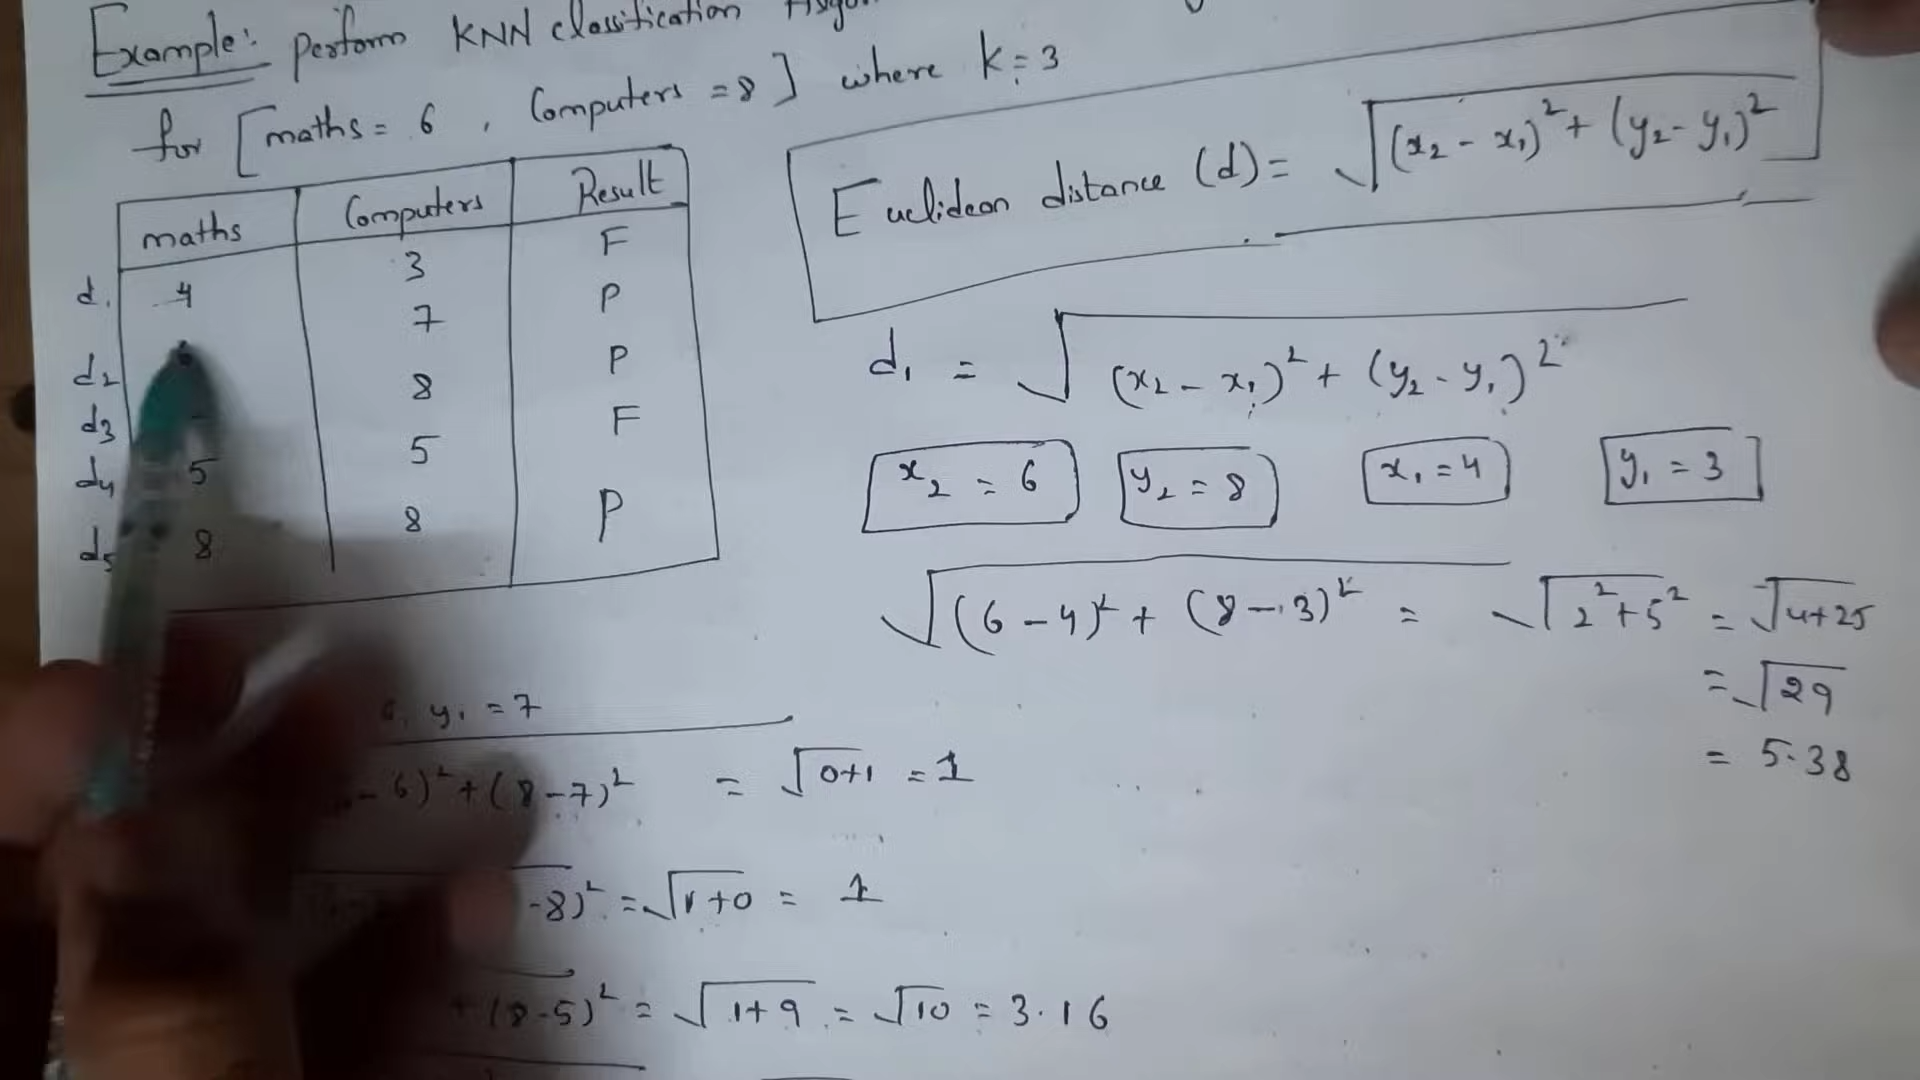 Example: perform KNN classification
for [maths = 6 , Computers = 8] where k = 3
Euclidean distance (d) = √(x₂ - x₁)² + (y₂ - y₁)²
maths Computers Result
d₁ 4 3 F
d₂ 6 7 P
d₃ 8 P
d₄ 5 5 F
d₅ 8 8 P
d₁ = √(x₂ - x₁)² + (y₂ - y₁)²
x₂ = 6 y₂ = 8 x₁ = 4 y₁ = 3
√(6 - 4)² + (8 - 3)² = √2² + 5² = √4+25
= √29
= 5.38
y₁ = 7
- 6)² + (8 - 7)² = √0+1 = 1
-8)² = √1+0 = 1
+ (8-5)² = √1+9 = √10 = 3.16